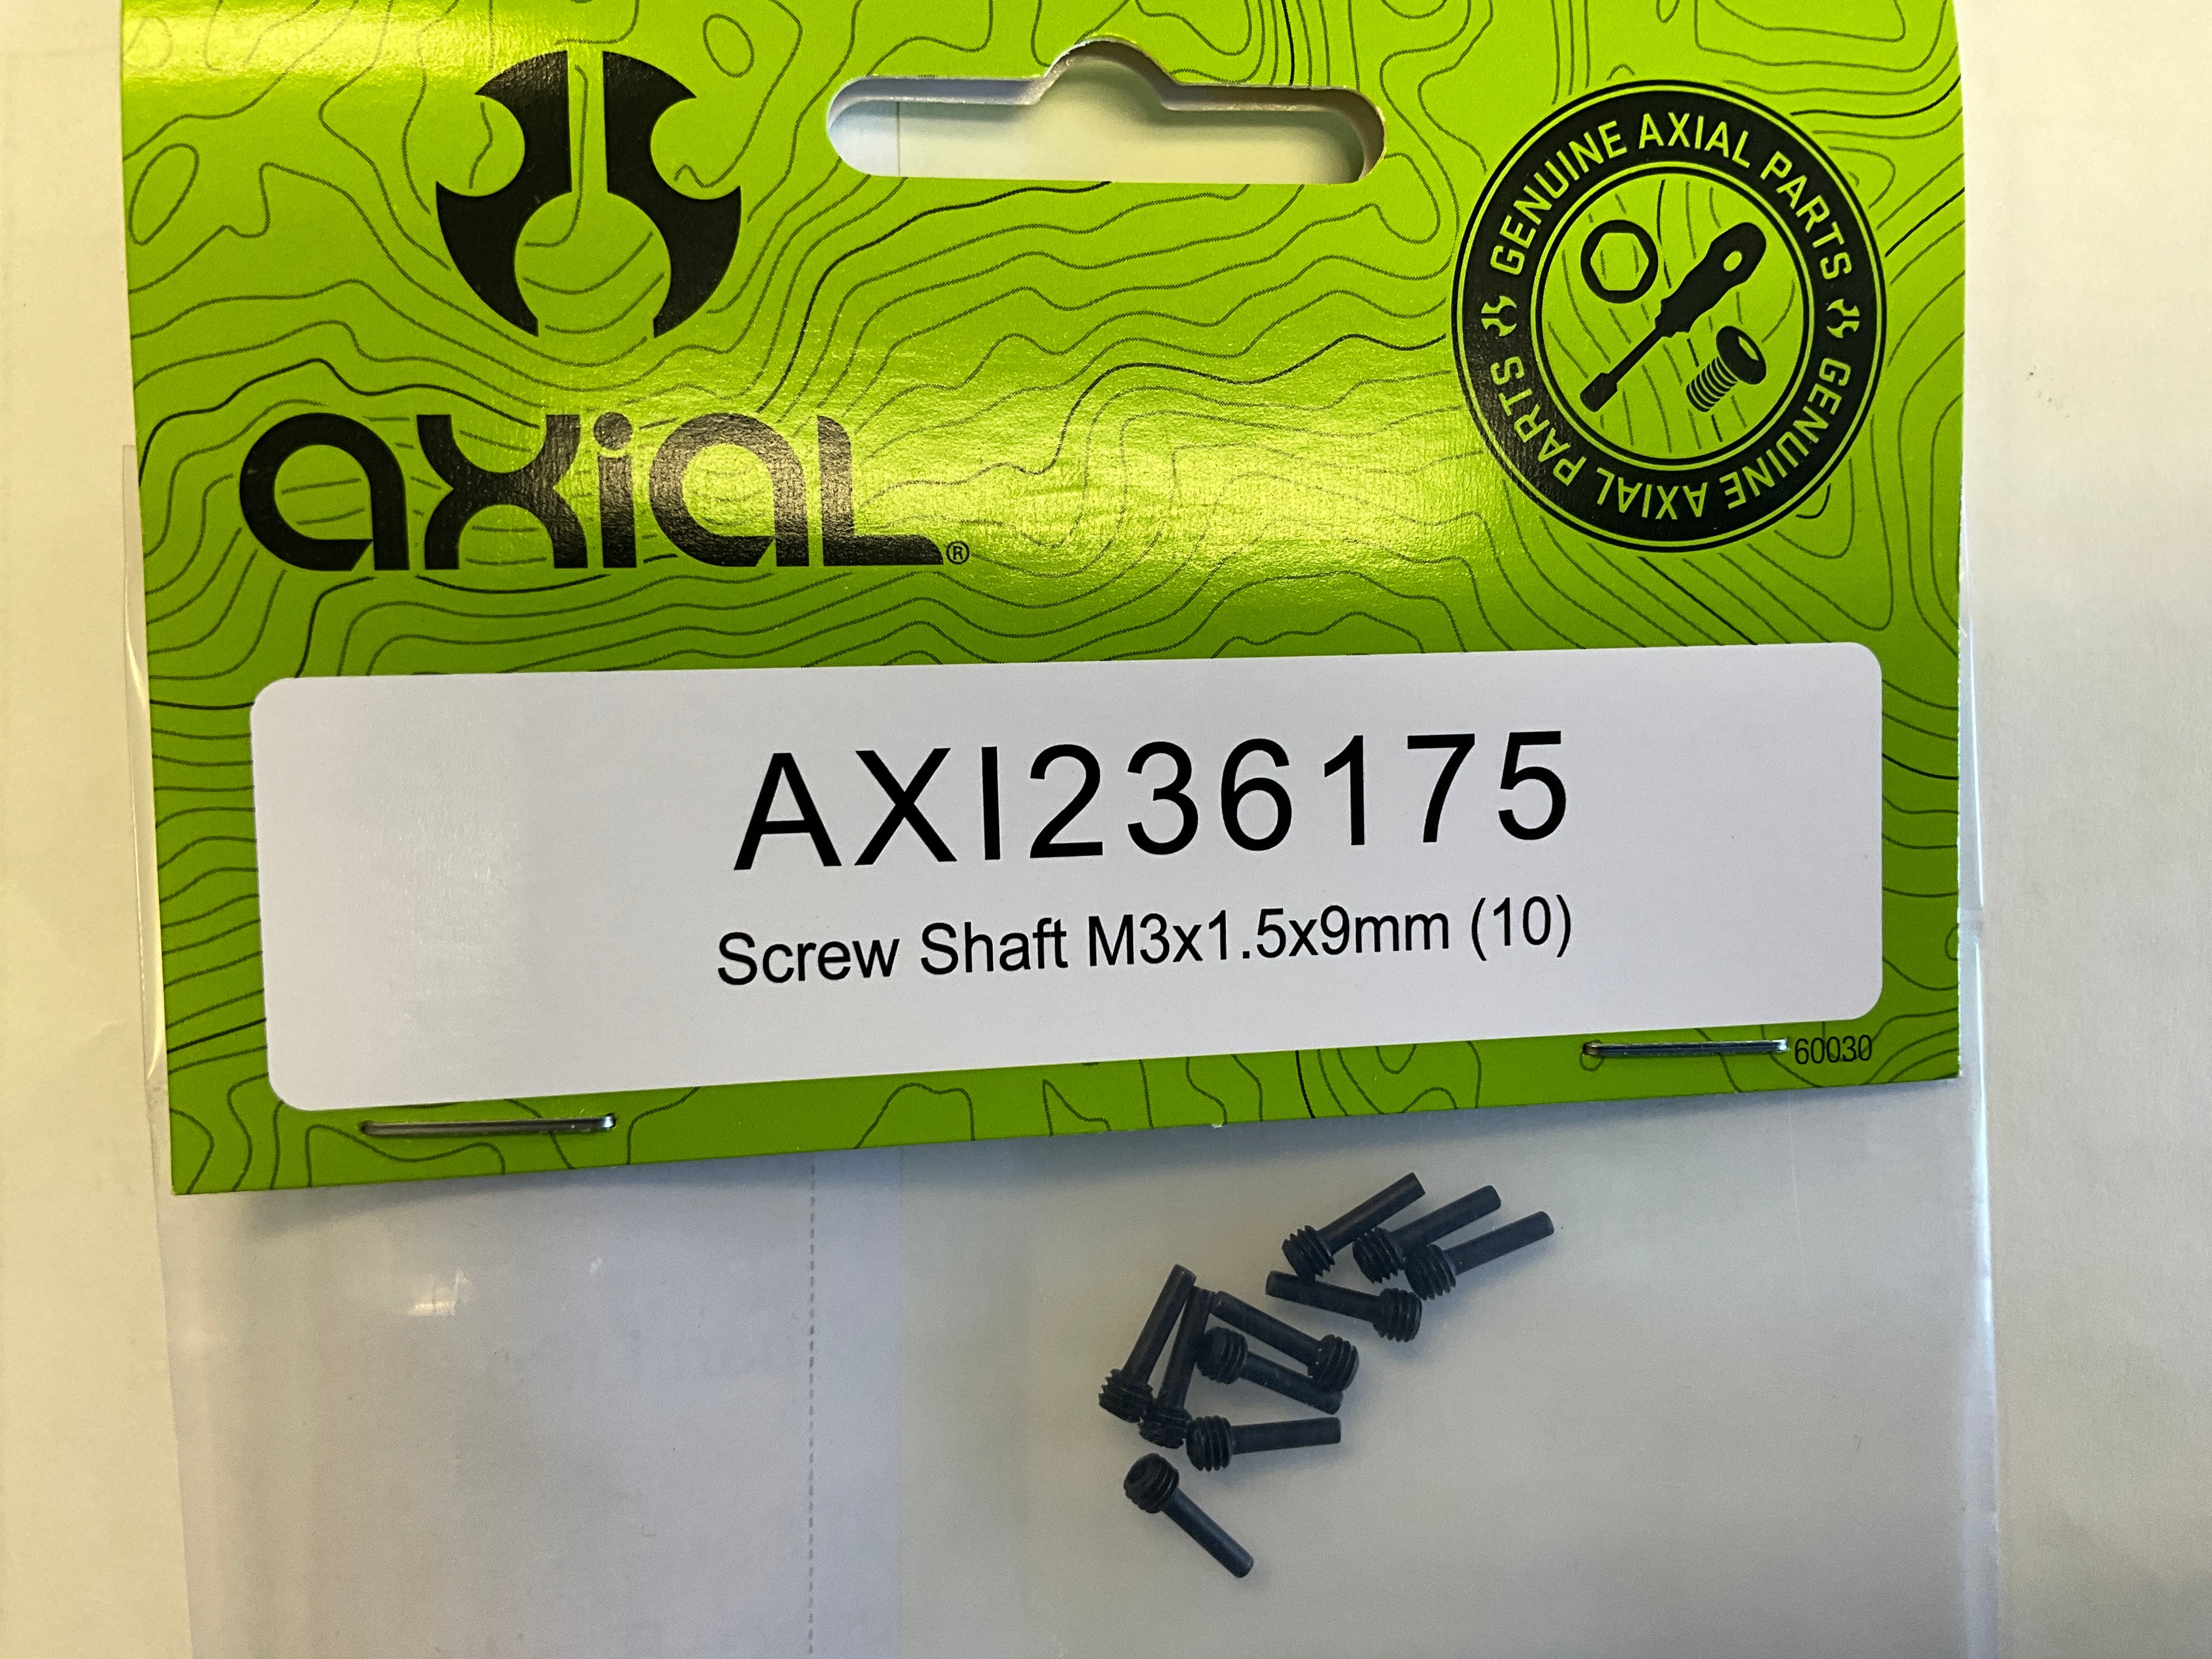 GENUINE AXIAL PARTS
GENUINE AXIAL PARTS
axial®
AXI236175
Screw Shaft M3x1.5x9mm (10)
60030